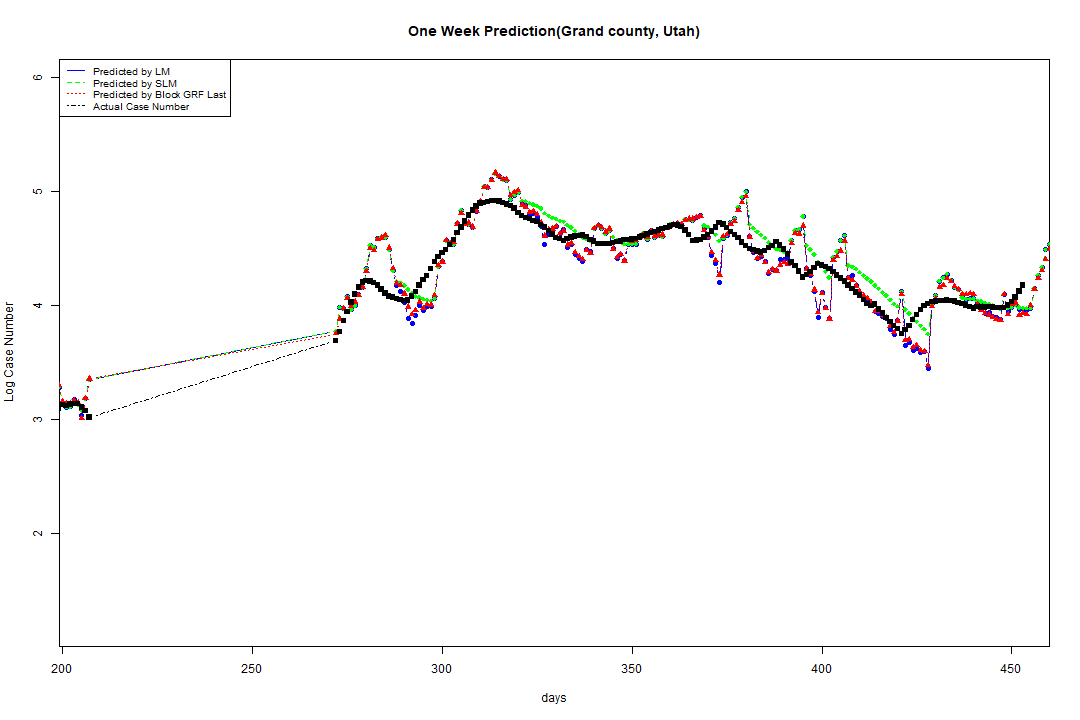 One Week Prediction(Grand county, Utah)
Predicted by LM
Predicted by SLM
Predicted by Block GRF Last
Actual Case Number
Log Case Number
6
5
4
3
2
200 250 300 350 400 450
days